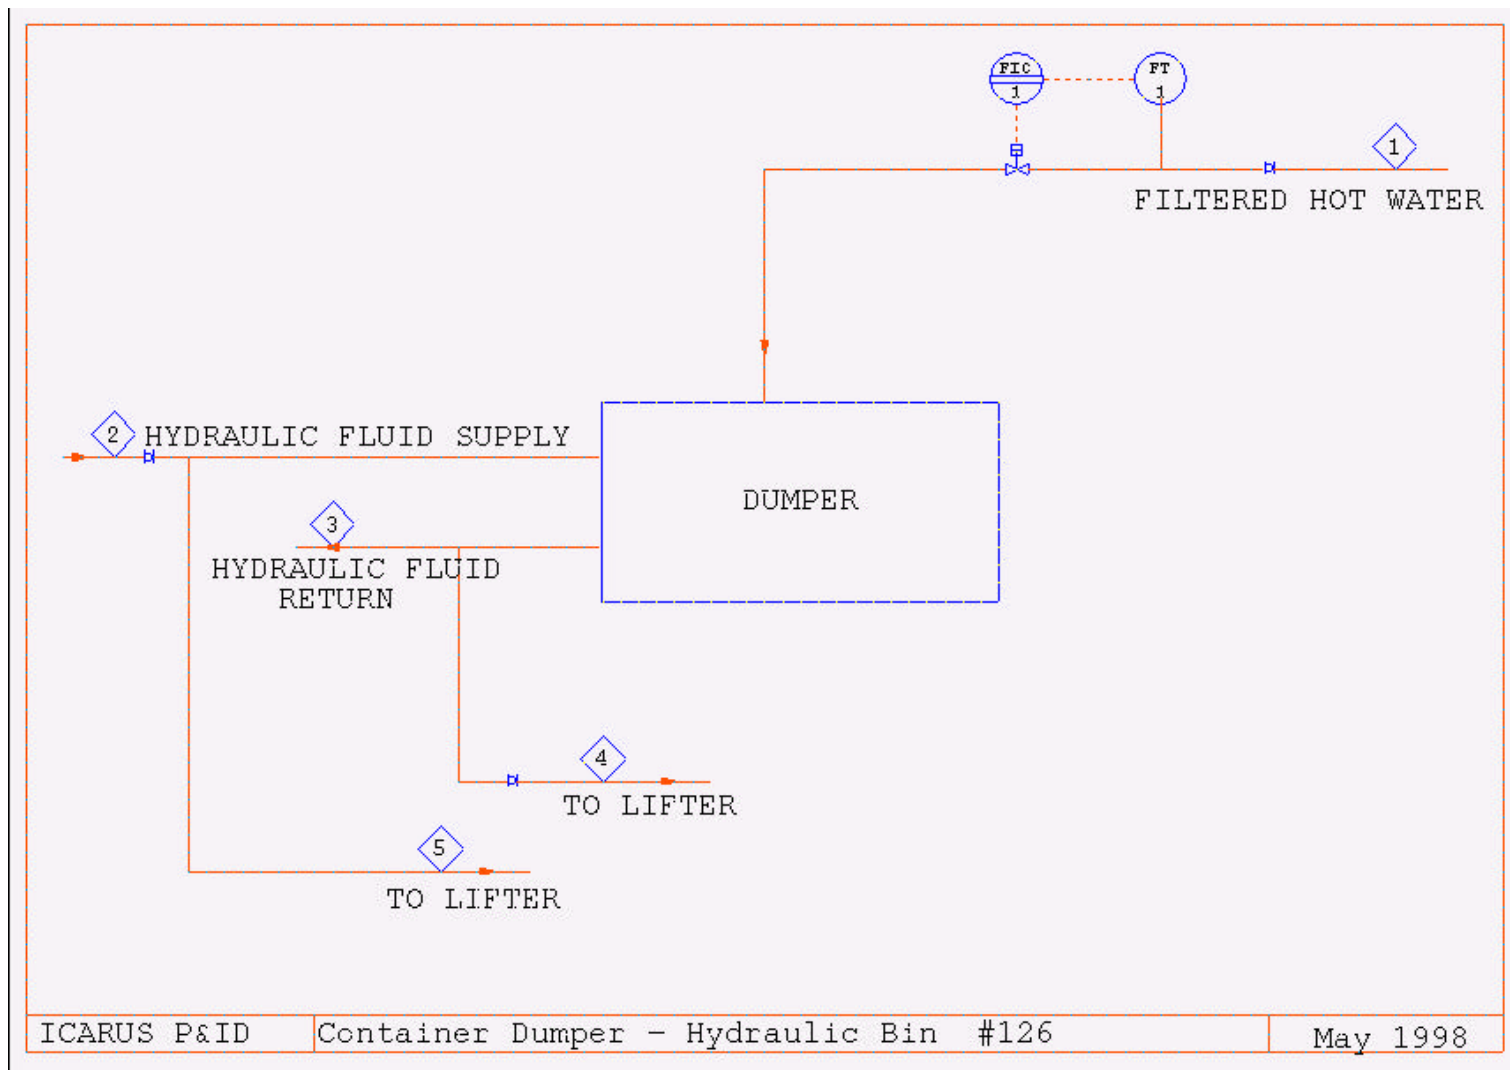 FIC
1
FT
1
1
FILTERED HOT WATER
2
HYDRAULIC FLUID SUPPLY
DUMPER
3
HYDRAULIC FLUID
RETURN
4
TO LIFTER
5
TO LIFTER
ICARUS P&ID
Container Dumper – Hydraulic Bin #126
May 1998